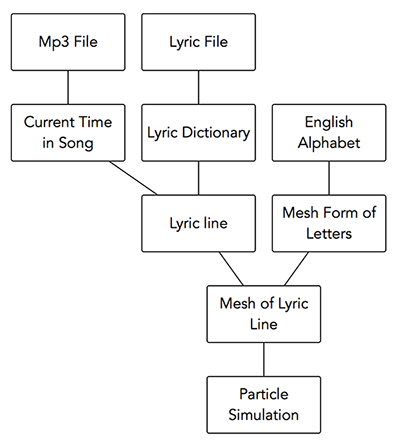 Mp3 File
Lyric File
Current Time
in Song
Lyric Dictionary
English
Alphabet
Lyric line
Mesh Form of
Letters
Mesh of Lyric
Line
Particle
Simulation